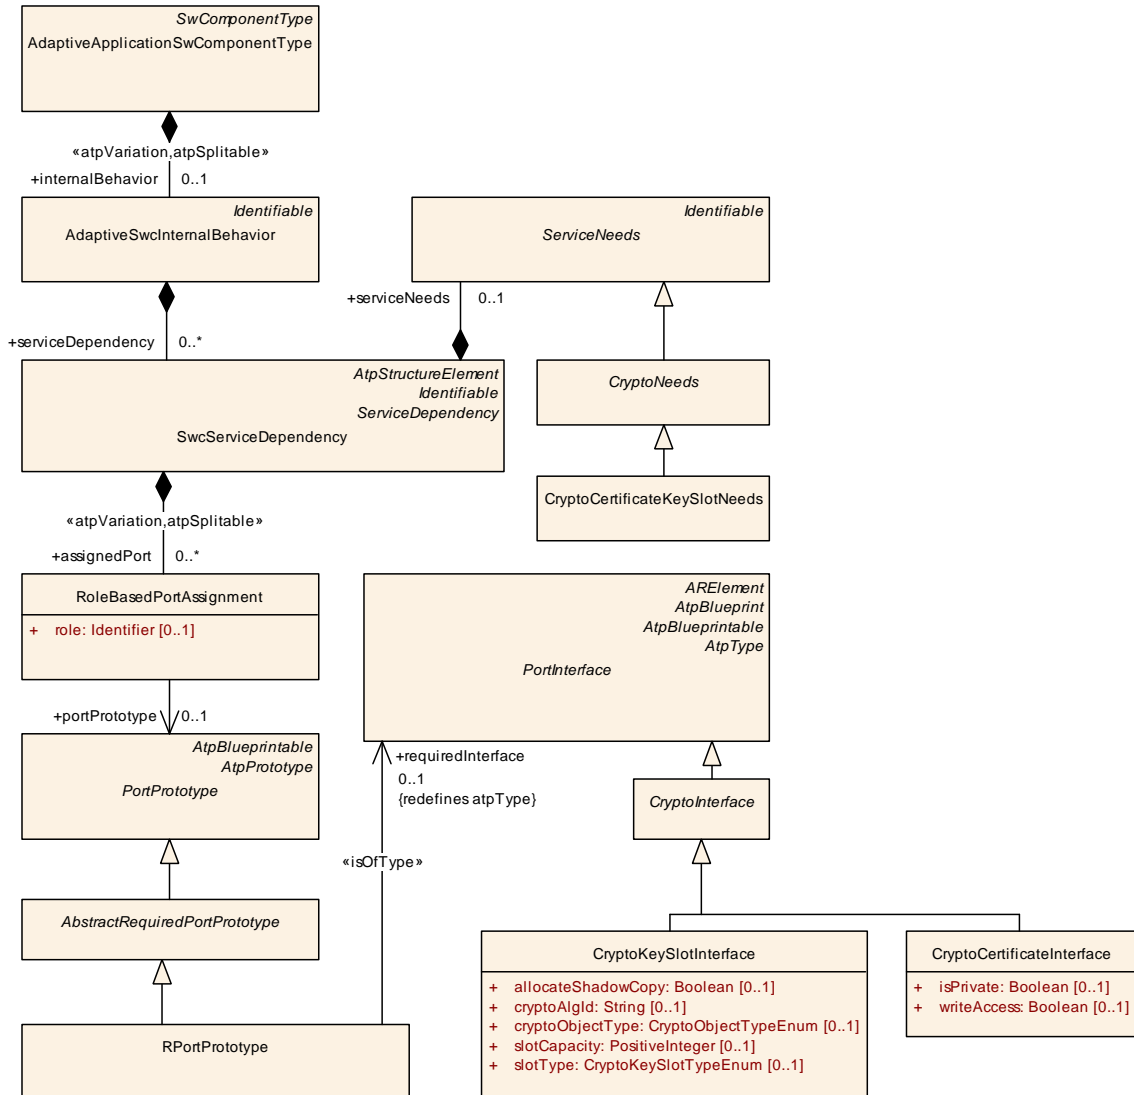 SwComponentType
AdaptiveApplicationSwComponentType
«atpVariation,atpSplitable»
+internalBehavior 0..1
Identifiable
AdaptiveSwcInternalBehavior
Identifiable
ServiceNeeds
+serviceNeeds 0..1
+serviceDependency 0..*
AtpStructureElement
Identifiable
ServiceDependency
SwcServiceDependency
CryptoNeeds
CryptoCertificateKeySlotNeeds
«atpVariation,atpSplitable»
+assignedPort 0..*
RoleBasedPortAssignment
+ role: Identifier [0..1]
ARElement
AtpBlueprint
AtpBlueprintable
AtpType
PortInterface
+portPrototype 0..1
AtpBlueprintable
AtpPrototype
PortPrototype
+requiredInterface
0..1
{redefines atpType}
CryptoInterface
«isOfType»
AbstractRequiredPortPrototype
RPortPrototype
CryptoKeySlotInterface
+ allocateShadowCopy: Boolean [0..1]
+ cryptoAlgId: String [0..1]
+ cryptoObjectType: CryptoObjectTypeEnum [0..1]
+ slotCapacity: PositiveInteger [0..1]
+ slotType: CryptoKeySlotTypeEnum [0..1]
CryptoCertificateInterface
+ isPrivate: Boolean [0..1]
+ writeAccess: Boolean [0..1]